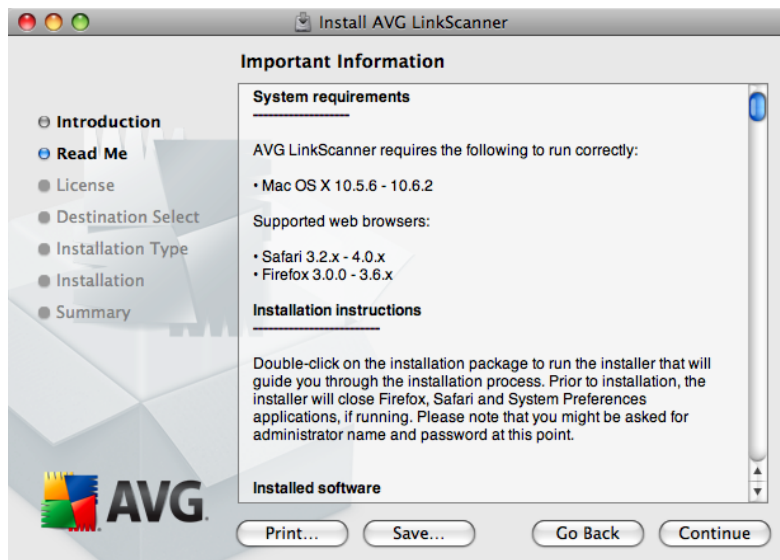 Install AVG LinkScanner
Important Information
Introduction
Read Me
License
Destination Select
Installation Type
Installation
Summary
AVG
System requirements
--------------------
AVG LinkScanner requires the following to run correctly:
• Mac OS X 10.5.6 - 10.6.2
Supported web browsers:
• Safari 3.2.x - 4.0.x
• Firefox 3.0.0 - 3.6.x
Installation instructions
--------------------------
Double-click on the installation package to run the installer that will
guide you through the installation process. Prior to installation, the
installer will close Firefox, Safari and System Preferences
applications, if running. Please note that you might be asked for
administrator name and password at this point.
Installed software
Print...
Save...
Go Back
Continue